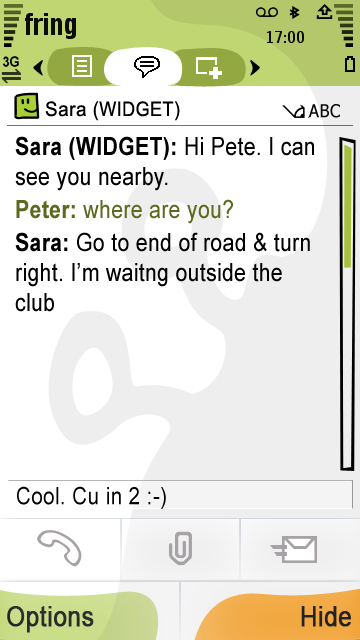 fring
17:00
3G
Sara (WIDGET)
ABC
Sara (WIDGET): Hi Pete. I can
see you nearby.
Peter: where are you?
Sara: Go to end of road & turn
right. I'm waitng outside the
club
Cool. Cu in 2 :-)
Options
Hide